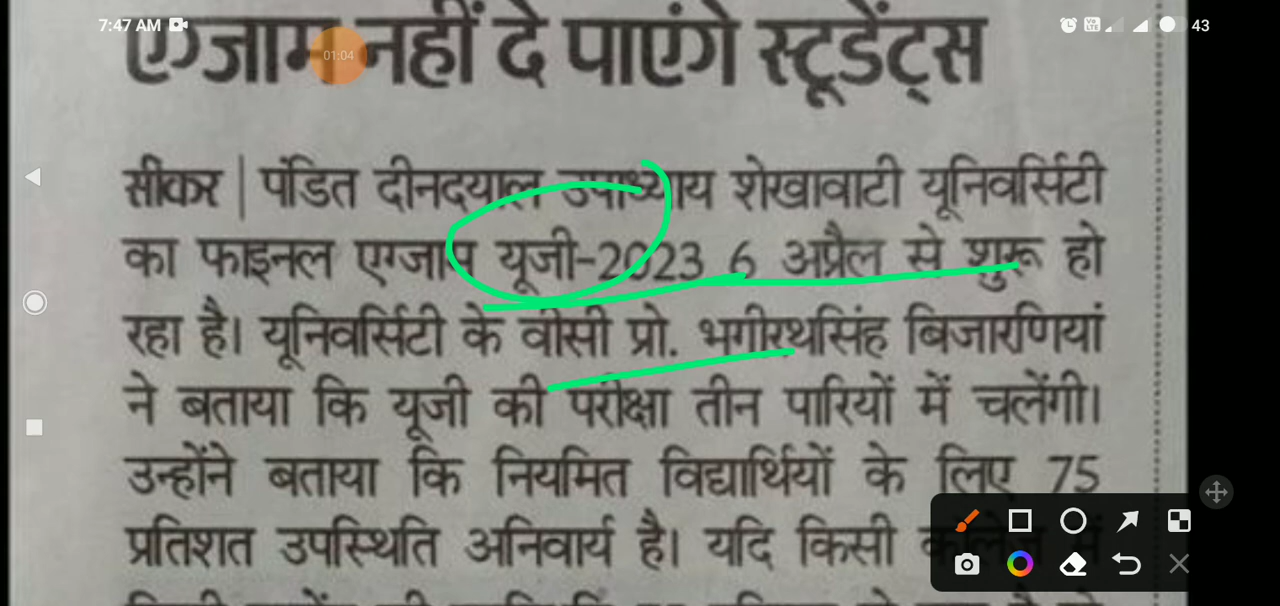 7:47 AM
43
01:04
एग्जाम नहीं दे पाएंगे स्टूडेंट्स
सीकर | पंडित दीनदयाल उपाध्याय शेखावाटी यूनिवर्सिटी
का फाइनल एग्जाम यूजी-2023 6 अप्रैल से शुरू हो
रहा है। यूनिवर्सिटी के वीसी प्रो. भगीरथसिंह बिजारणियां
ने बताया कि यूजी की परीक्षा तीन पारियों में चलेंगी।
उन्होंने बताया कि नियमित विद्यार्थियों के लिए 75
प्रतिशत उपस्थिति अनिवार्य है। यदि किसी कॉलेज में